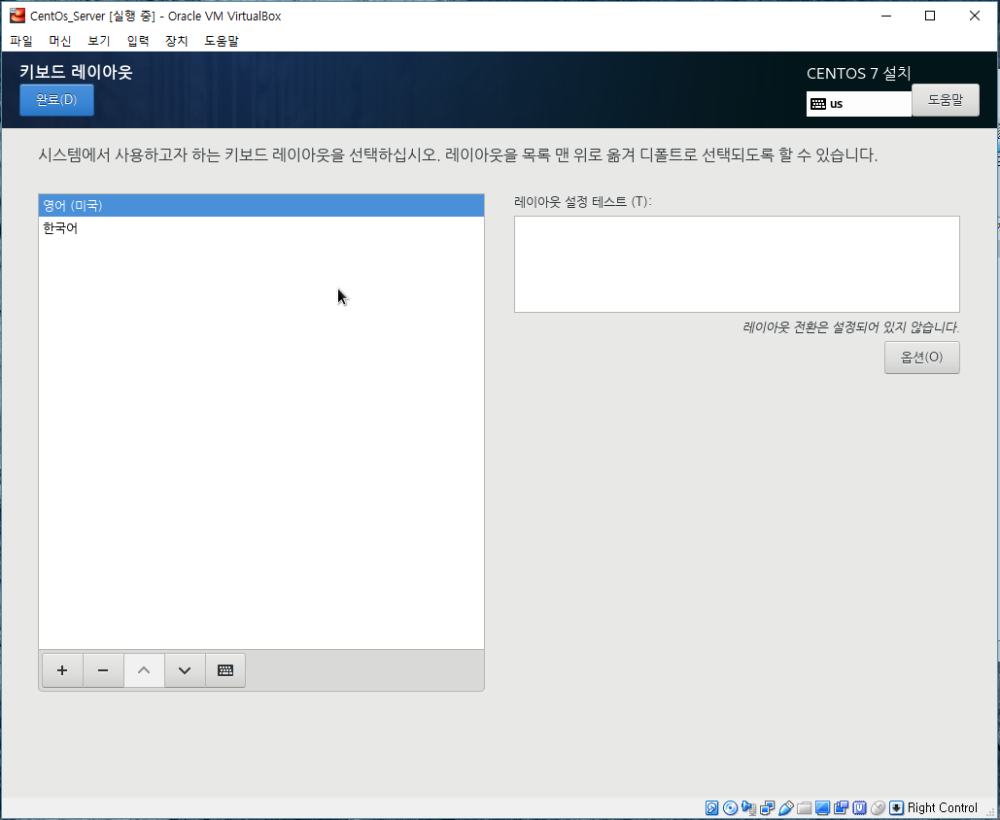 CentOs_Server [실행 중] - Oracle VM VirtualBox
파일 머신 보기 입력 장치 도움말
키보드 레이아웃
CENTOS 7 설치
완료(D)
us
도움말
시스템에서 사용하고자 하는 키보드 레이아웃을 선택하십시오. 레이아웃을 목록 맨 위로 옮겨 디폴트로 선택되도록 할 수 있습니다.
영어 (미국)
한국어
레이아웃 설정 테스트 (T):
레이아웃 전환은 설정되어 있지 않습니다.
옵션(O)
Right Control